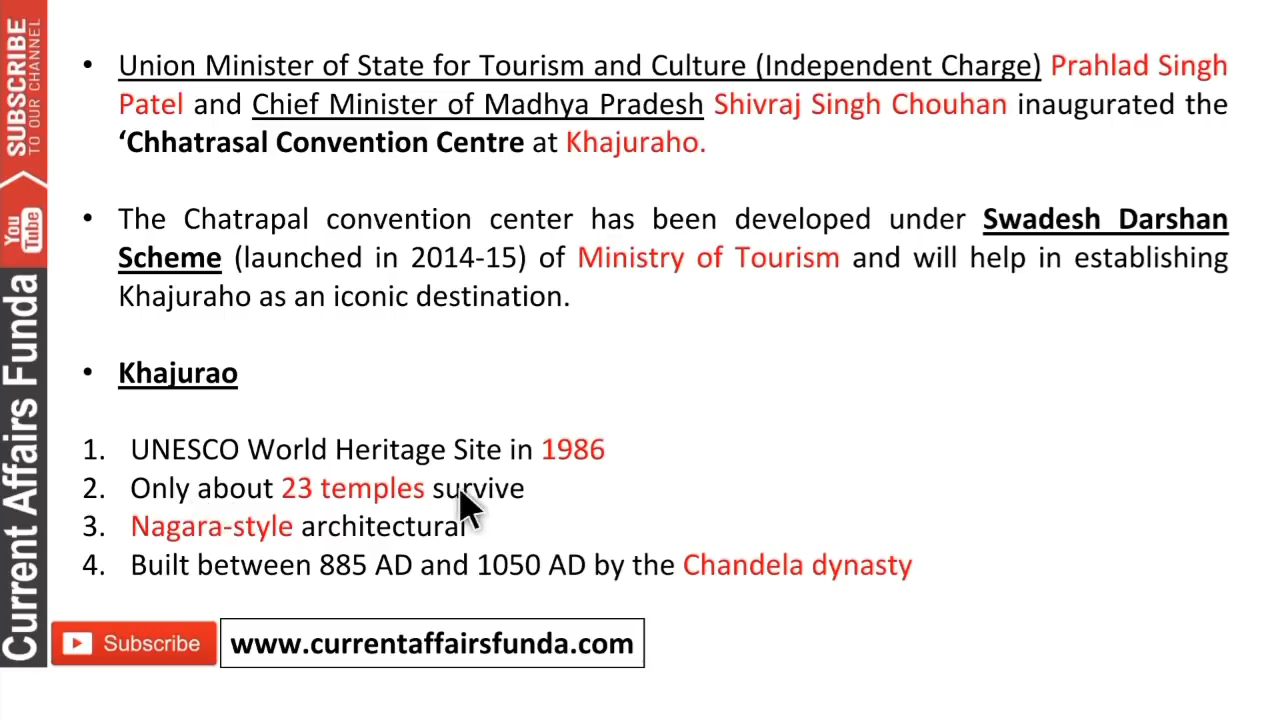 SUBSCRIBE
TO OUR CHANNEL
You
Tube
Current Affairs Funda
• Union Minister of State for Tourism and Culture (Independent Charge) Prahlad Singh
Patel and Chief Minister of Madhya Pradesh Shivraj Singh Chouhan inaugurated the
‘Chhatrasal Convention Centre at Khajuraho.
• The Chatrapal convention center has been developed under Swadesh Darshan
Scheme (launched in 2014-15) of Ministry of Tourism and will help in establishing
Khajuraho as an iconic destination.
• Khajurao
1. UNESCO World Heritage Site in 1986
2. Only about 23 temples survive
3. Nagara-style architectural
4. Built between 885 AD and 1050 AD by the Chandela dynasty
Subscribe
www.currentaffairsfunda.com